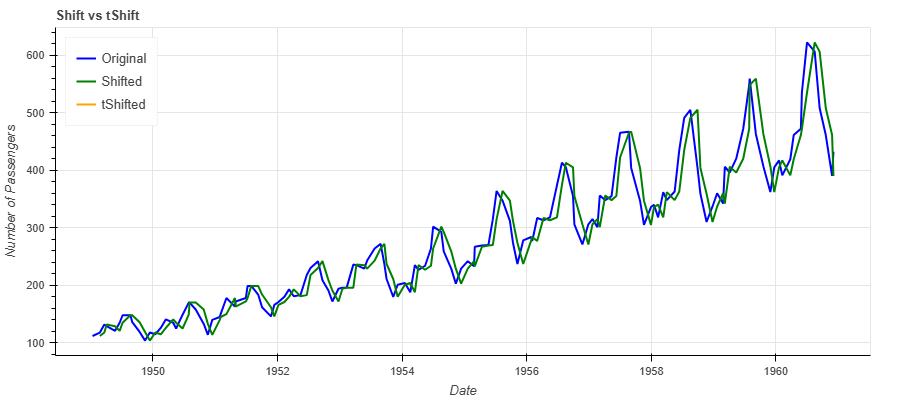 Shift vs tShift
Original
Shifted
tShifted
600
500
400
300
200
100
Number of Passengers
1950 1952 1954 1956 1958 1960
Date